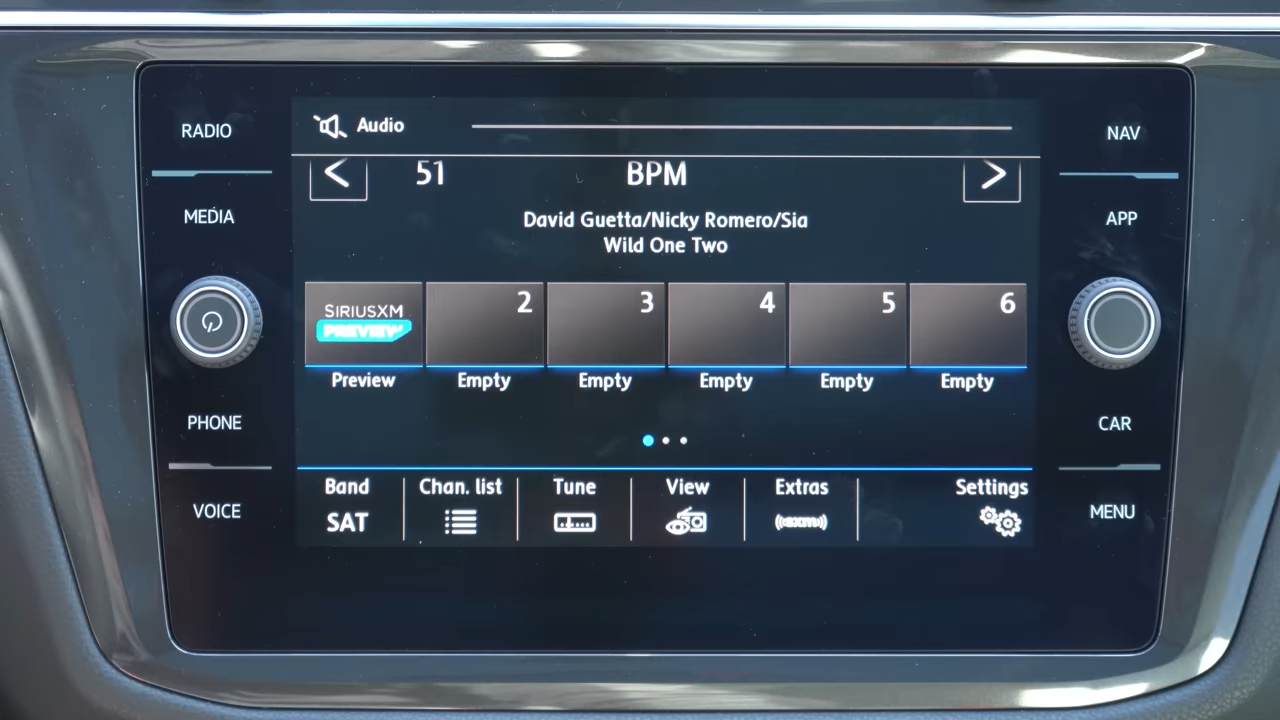 RADIO
MEDIA
PHONE
VOICE
Audio
51 BPM
David Guetta/Nicky Romero/Sia
Wild One Two
SIRIUSXM
PREVIEW
2
3
4
5
6
Preview
Empty
Empty
Empty
Empty
Empty
Band
SAT
Chan. list
Tune
View
Extras
((sxm))
Settings
NAV
APP
CAR
MENU